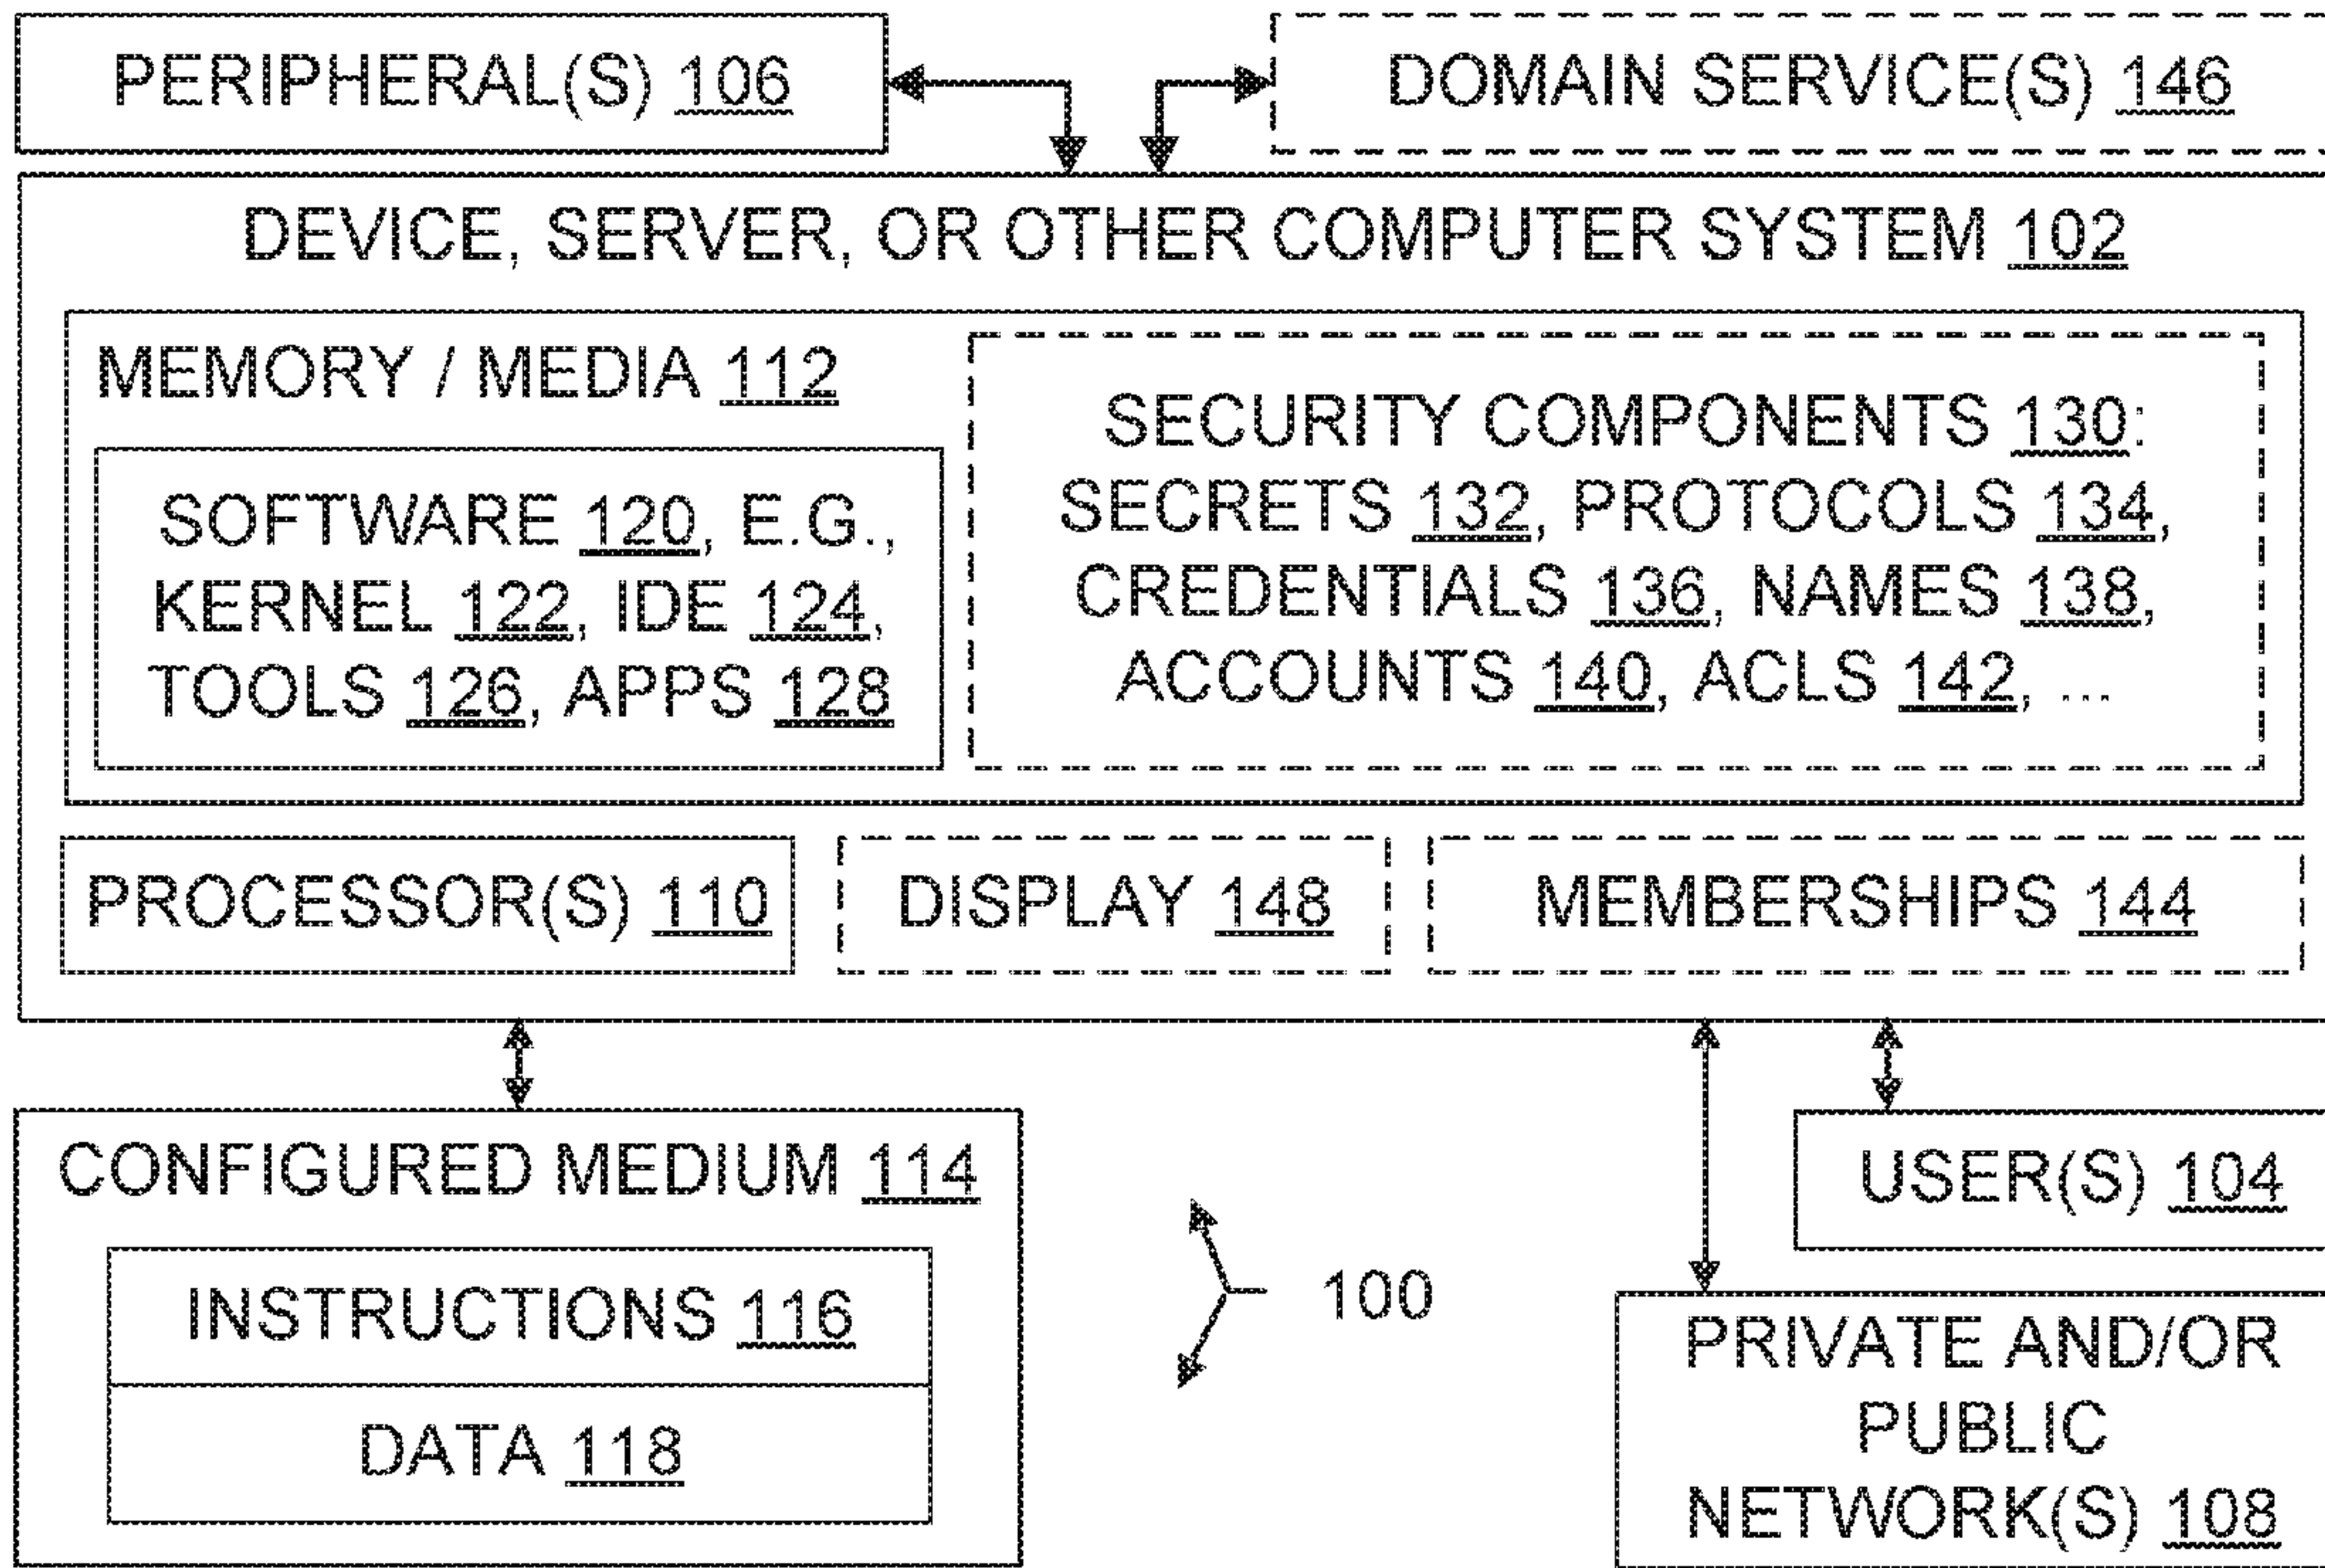 PERIPHERAL(S) 106
DOMAIN SERVICE(S) 146
DEVICE, SERVER, OR OTHER COMPUTER SYSTEM 102
MEMORY / MEDIA 112
SOFTWARE 120, E.G.,
KERNEL 122, IDE 124,
TOOLS 126, APPS 128
SECURITY COMPONENTS 130:
SECRETS 132, PROTOCOLS 134,
CREDENTIALS 136, NAMES 138,
ACCOUNTS 140, ACLS 142, ...
PROCESSOR(S) 110
DISPLAY 148
MEMBERSHIPS 144
CONFIGURED MEDIUM 114
INSTRUCTIONS 116
DATA 118
100
USER(S) 104
PRIVATE AND/OR
PUBLIC
NETWORK(S) 108